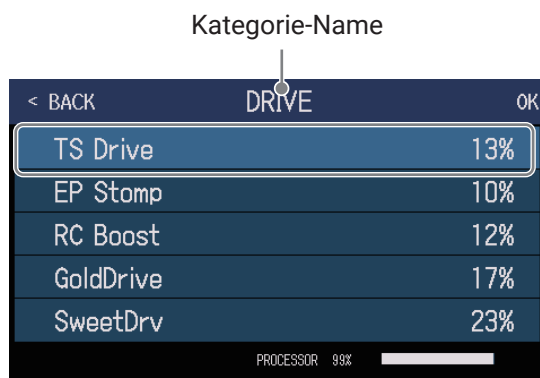 Kategorie-Name
< BACK DRIVE OK
TS Drive 13%
EP Stomp 10%
RC Boost 12%
GoldDrive 17%
SweetDrv 23%
PROCESSOR 99%